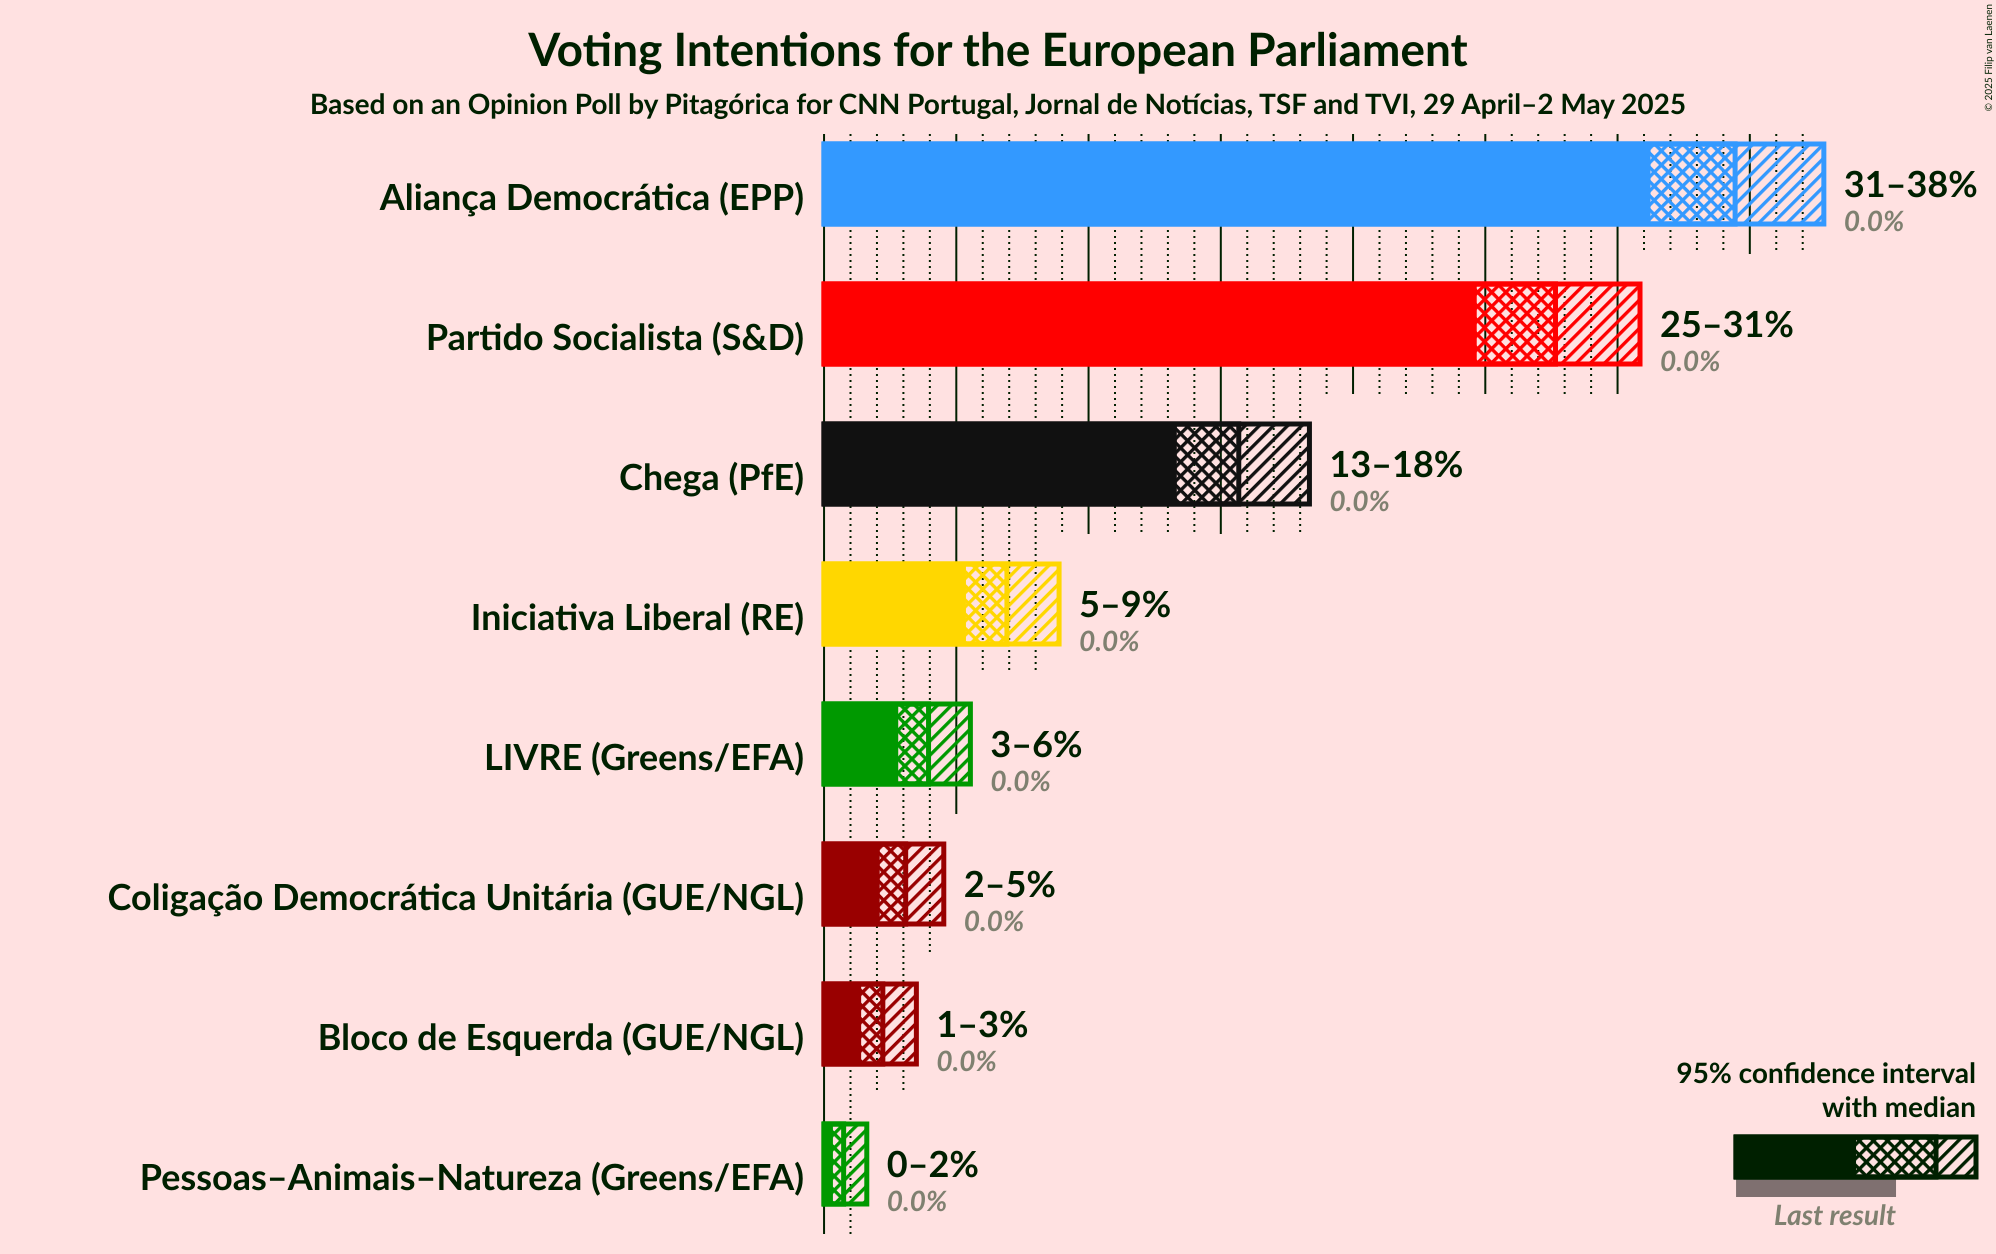 Voting Intentions for the European Parliament
Based on an Opinion Poll by Pitagórica for CNN Portugal, Jornal de Notícias, TSF and TVI, 29 April–2 May 2025
© 2025 Filip van Laenen
Aliança Democrática (EPP)
31–38%
0.0%
Partido Socialista (S&D)
25–31%
0.0%
Chega (PfE)
13–18%
0.0%
Iniciativa Liberal (RE)
5–9%
0.0%
LIVRE (Greens/EFA)
3–6%
0.0%
Coligação Democrática Unitária (GUE/NGL)
2–5%
0.0%
Bloco de Esquerda (GUE/NGL)
1–3%
0.0%
Pessoas–Animais–Natureza (Greens/EFA)
0–2%
0.0%
95% confidence interval
with median
Last result